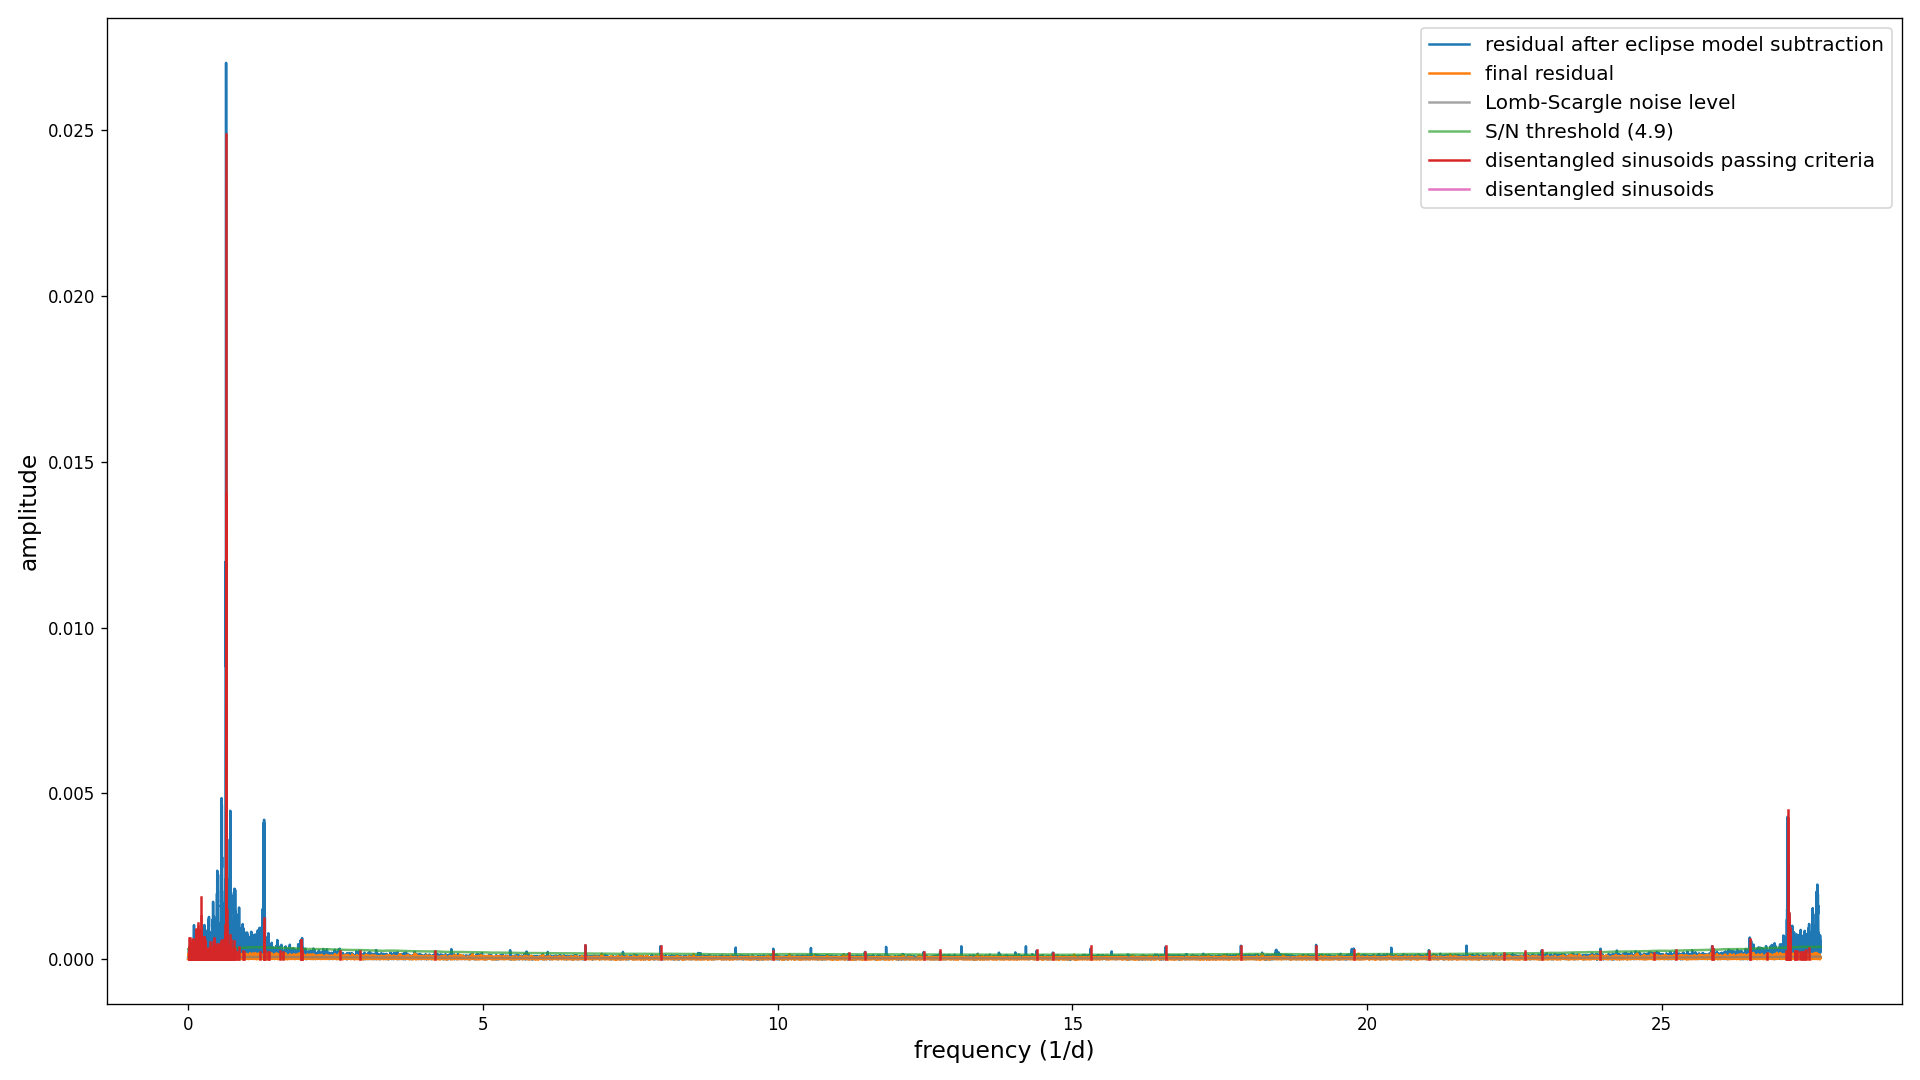 residual after eclipse model subtraction
final residual
Lomb-Scargle noise level
S/N threshold (4.9)
disentangled sinusoids passing criteria
disentangled sinusoids
0.025
0.020
0.015
0.010
0.005
0.000
amplitude
0 5 10 15 20 25
frequency (1/d)